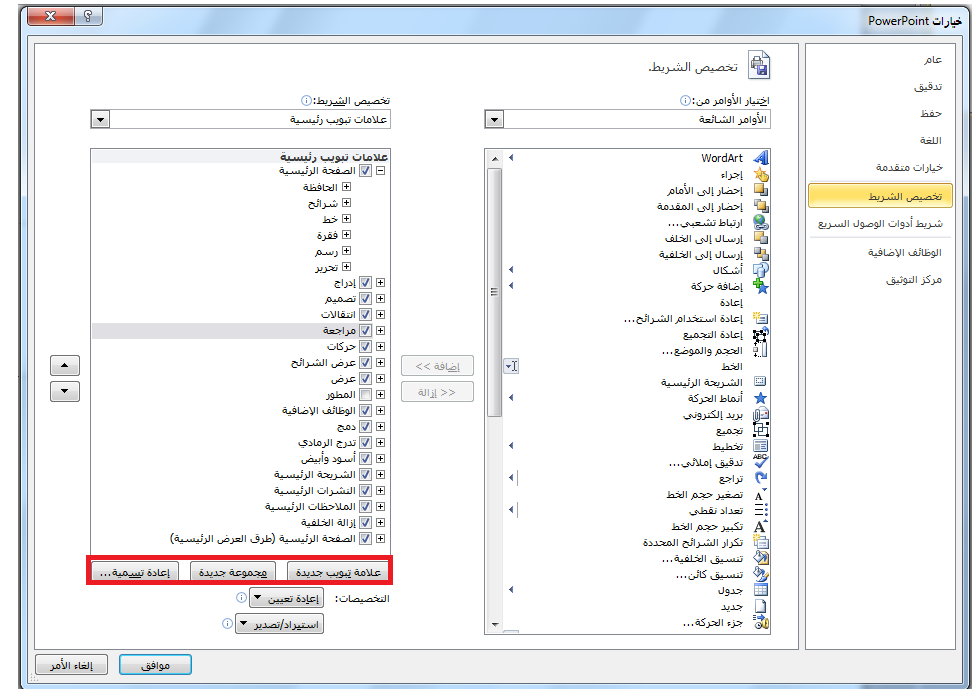 خيارات PowerPoint
عام
تدقيق
حفظ
اللغة
خيارات متقدمة
تخصيص الشريط
شريط أدوات الوصول السريع
الوظائف الإضافية
مركز التوثيق
تخصيص الشريط.
اختيار الأوامر من:
الأوامر الشائعة
WordArt
إجراء
إحضار إلى الأمام
إحضار إلى المقدمة
ارتباط تشعبي...
إرسال إلى الخلف
إرسال إلى الخلفية
أشكال
إضافة حركة
إعادة
إعادة استخدام الشرائح...
إعادة التجميع
الحجم والموضع...
الخط
الشريحة الرئيسية
أنماط الحركة
بريد إلكتروني
تجميع
تخطيط
تدقيق إملائي...
تراجع
تصغير حجم الخط
تعداد نقطي
تكبير حجم الخط
تكرار الشرائح المحددة
تنسيق الخلفية...
تنسيق كائن...
جدول
جديد
جزء الحركة...
إضافة >>
<< إزالة
تخصيص الشريط:
علامات تبويب رئيسية
علامات تبويب رئيسية
الصفحة الرئيسية
الحافظة
شرائح
خط
فقرة
رسم
تحرير
إدراج
تصميم
انتقالات
مراجعة
حركات
عرض الشرائح
عرض
المطور
الوظائف الإضافية
دمج
تدرج الرمادي
أسود وأبيض
الشريحة الرئيسية
النشرات الرئيسية
الملاحظات الرئيسية
إزالة الخلفية
الصفحة الرئيسية (طرق العرض الرئيسية)
علامة تبويب جديدة مجموعة جديدة إعادة تسمية...
التخصيصات: إعادة تعيين
استيراد/تصدير
موافق إلغاء الأمر